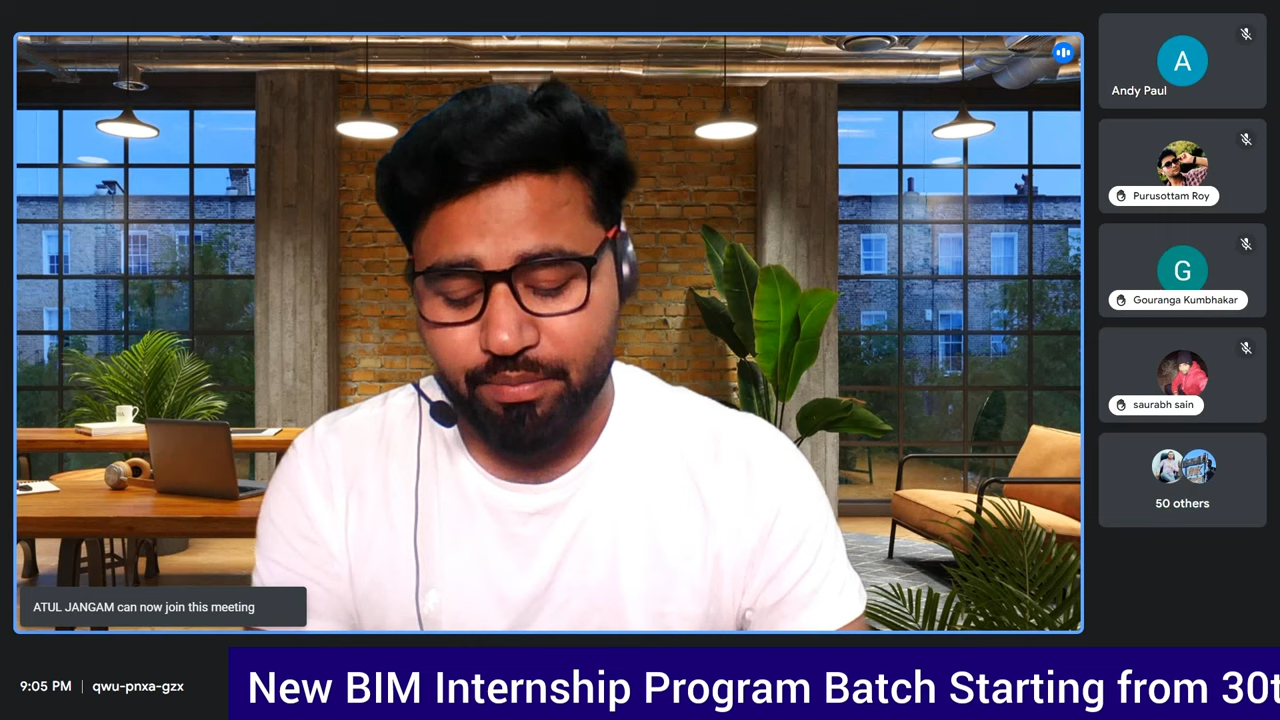 A
Andy Paul
Purusottam Roy
G
Gouranga Kumbhakar
saurabh sain
50 others
ATUL JANGAM can now join this meeting
9:05 PM | qwu-pnxa-gzx
New BIM Internship Program Batch Starting from 30t